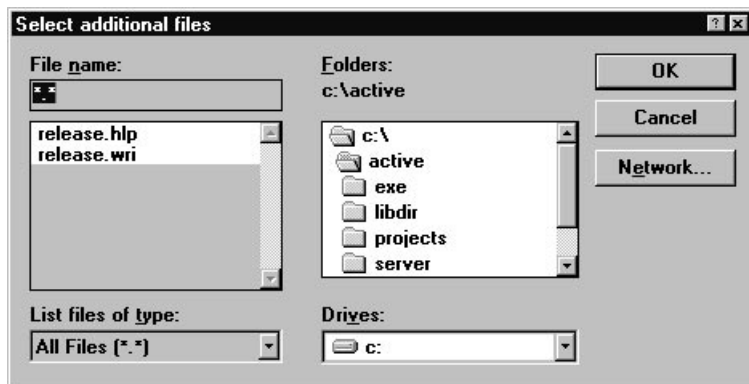 Select additional files
File name:
*.*
release.hlp
release.wri
List files of type:
All Files (*.*)
Folders:
c:\active
c:\
active
exe
libdir
projects
server
Drives:
c:
OK
Cancel
Network...